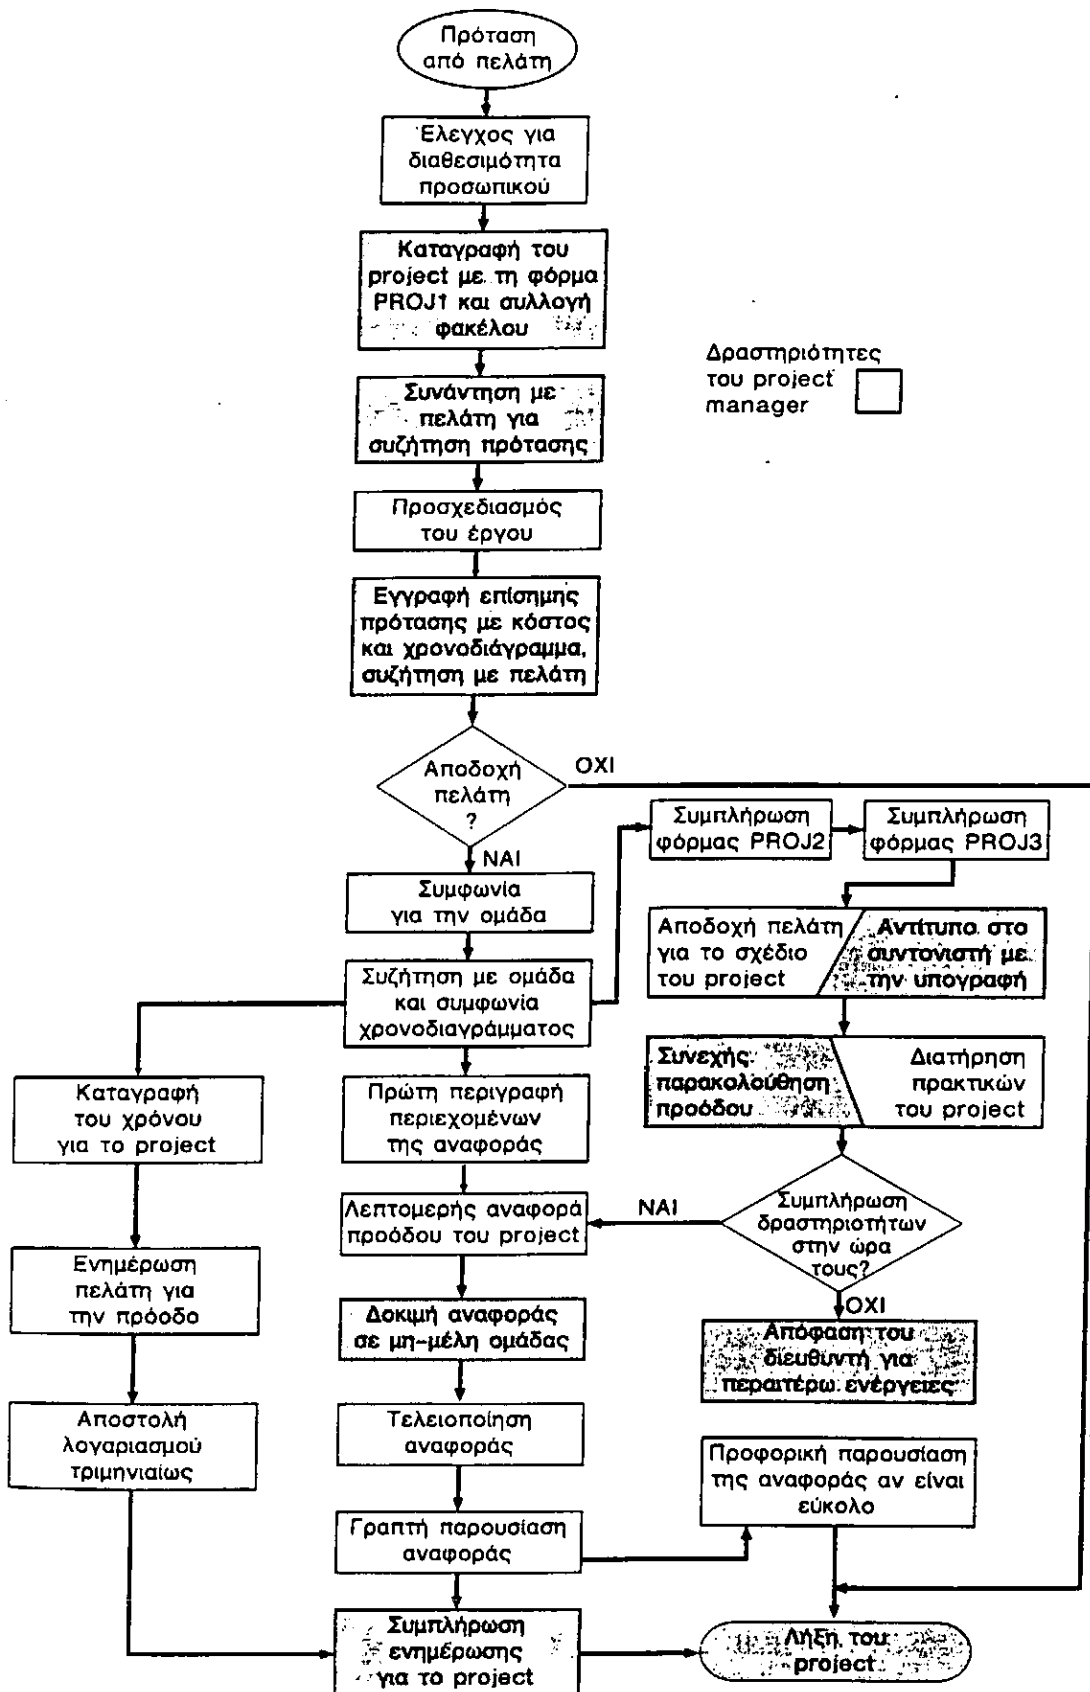 Πρόταση
από πελάτη
Έλεγχος για
διαθεσιμότητα
προσωπικού
Καταγραφή του
project με τη φόρμα
PROJ1 και συλλογή
φακέλου
Δραστηριότητες
του project
manager
Συνάντηση με
πελάτη για
συζήτηση πρότασης
Προσχεδιασμός
του έργου
Εγγραφή επίσημης
πρότασης με κόστος
και χρονοδιάγραμμα,
συζήτηση με πελάτη
Αποδοχή
πελάτη
?
ΟΧΙ
ΝΑΙ
Συμπλήρωση
φόρμας PROJ2
Συμπλήρωση
φόρμας PROJ3
Συμφωνία
για την ομάδα
Αποδοχή πελάτη
για το σχέδιο
του project
Αντίτυπο στο
συντονιστή με
την υπογραφή
Συζήτηση με ομάδα
και συμφωνία
χρονοδιαγράμματος
Συνεχής
παρακολούθηση
προόδου
Διατήρηση
πρακτικών
του project
Καταγραφή
του χρόνου
για το project
Πρώτη περιγραφή
περιεχομένων
της αναφοράς
Συμπλήρωση
δραστηριοτήτων
στην ώρα
τους?
ΝΑΙ
ΟΧΙ
Λεπτομερής αναφορά
προόδου του project
Ενημέρωση
πελάτη για
την πρόοδο
Δοκιμή αναφοράς
σε μη-μέλη ομάδας
Απόφαση του
διευθυντή για
περαιτέρω ενέργειες
Αποστολή
λογαριασμού
τριμηνιαίως
Τελειοποίηση
αναφοράς
Προφορική παρουσίαση
της αναφοράς αν είναι
εύκολο
Γραπτή παρουσίαση
αναφοράς
Συμπλήρωση
ενημέρωσης
για το project
Λήξη του
project